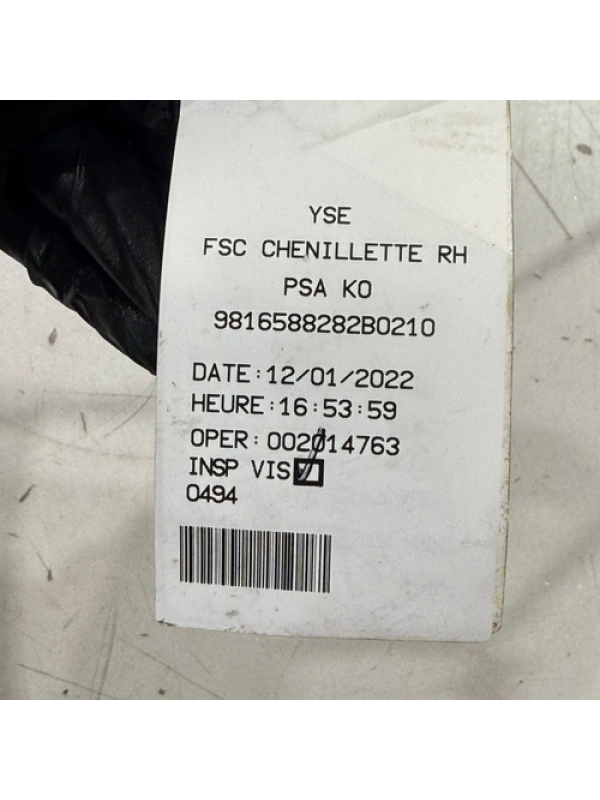 YSE
FSC CHENILLETTE RH
PSA K0
9816588282B0210
DATE:12/01/2022
HEURE:16:53:59
OPER:002014763
INSP VIS
0494